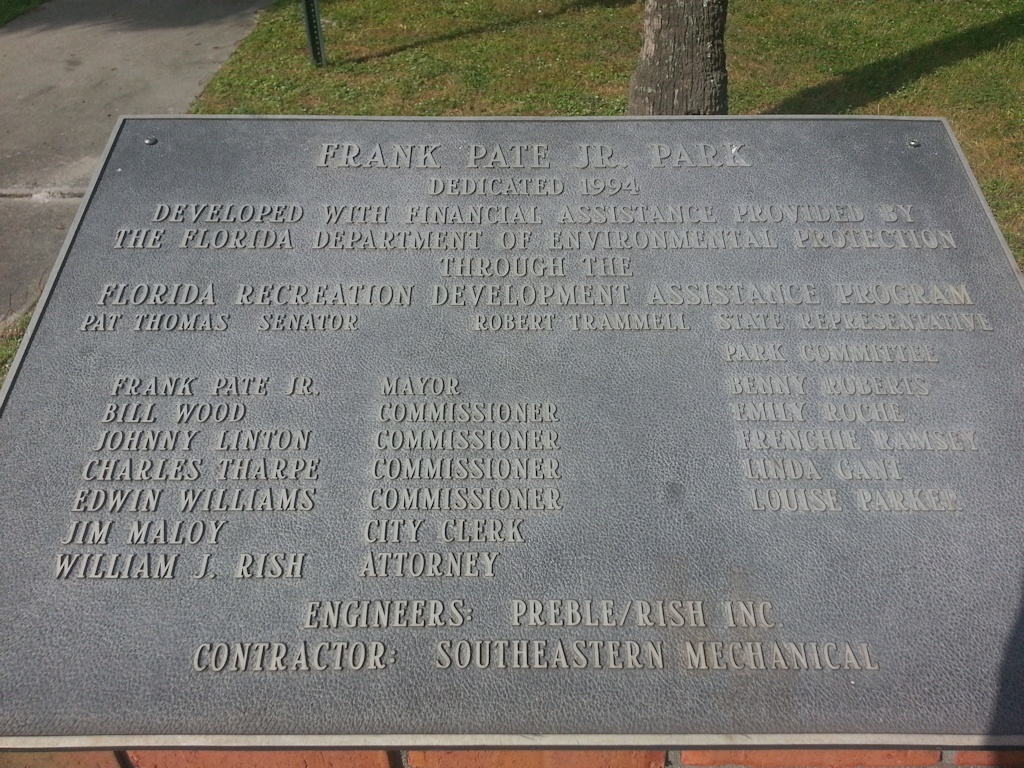 FRANK PATE JR. PARK
DEDICATED 1994
DEVELOPED WITH FINANCIAL ASSISTANCE PROVIDED BY
THE FLORIDA DEPARTMENT OF ENVIRONMENTAL PROTECTION
THROUGH THE
FLORIDA RECREATION DEVELOPMENT ASSISTANCE PROGRAM
PAT THOMAS SENATOR ROBERT TRAMMELL STATE REPRESENTATIVE
PARK COMMITTEE
FRANK PATE JR. MAYOR BENNY ROBERTS
BILL WOOD COMMISSIONER EMILY ROCHE
JOHNNY LINTON COMMISSIONER FRENCHIE RAMSEY
CHARLES THARPE COMMISSIONER LINDA GANT
EDWIN WILLIAMS COMMISSIONER LOUISE PARKER
JIM MALOY CITY CLERK
WILLIAM J. RISH ATTORNEY
ENGINEERS: PREBLE/RISH INC.
CONTRACTOR: SOUTHEASTERN MECHANICAL